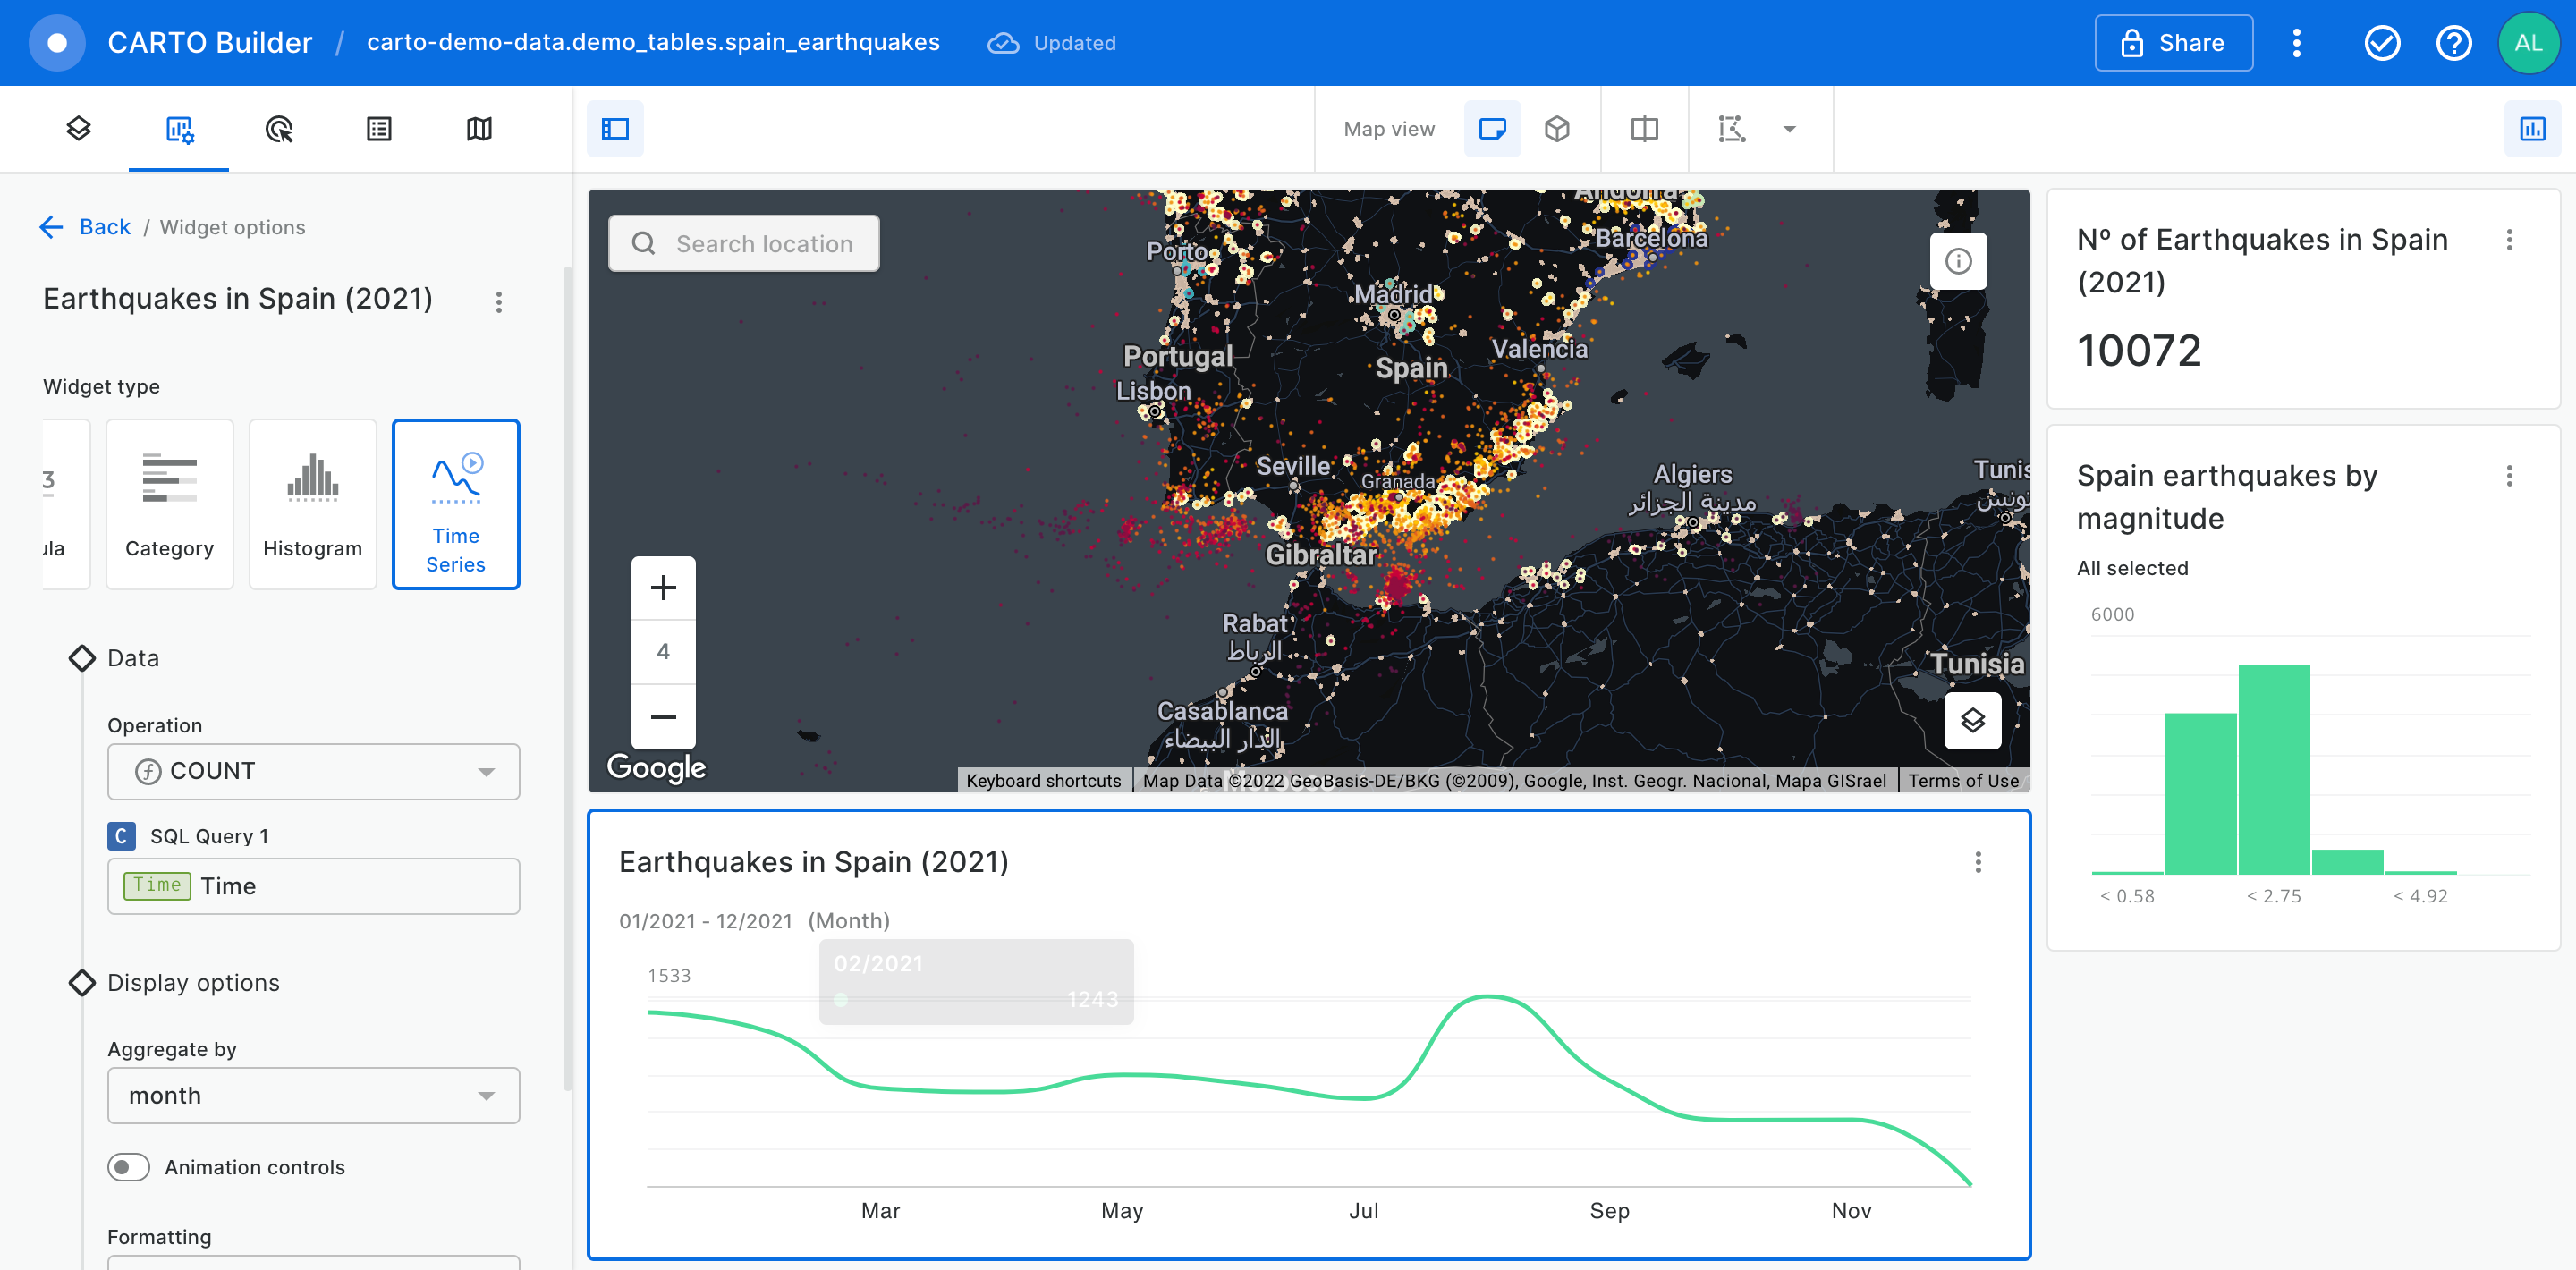 CARTO Builder / carto-demo-data.demo_tables.spain_earthquakes Updated
Share
AL
Map view
Back / Widget options
Earthquakes in Spain (2021)
Widget type
3
ula
Category
Histogram
Time
Series
Data
Operation
COUNT
C SQL Query 1
Time Time
Display options
Aggregate by
month
Animation controls
Formatting
Search location
Andorra
Porto
Barcelona
Madrid
Portugal
Valencia
Spain
Lisbon
Seville
Granada
Algiers
مدينة الجزائر
Tunis
تونس
Gibraltar
Rabat
الرباط
Tunisia
Casablanca
الدار البيضاء
+
4
−
Google
Morocco
Keyboard shortcuts
Map Data ©2022 GeoBasis-DE/BKG (©2009), Google, Inst. Geogr. Nacional, Mapa GISrael
Terms of Use
Earthquakes in Spain (2021)
01/2021 - 12/2021 (Month)
02/2021
1243
1533
Mar
May
Jul
Sep
Nov
Nº of Earthquakes in Spain
(2021)
10072
Spain earthquakes by
magnitude
All selected
6000
< 0.58
< 2.75
< 4.92